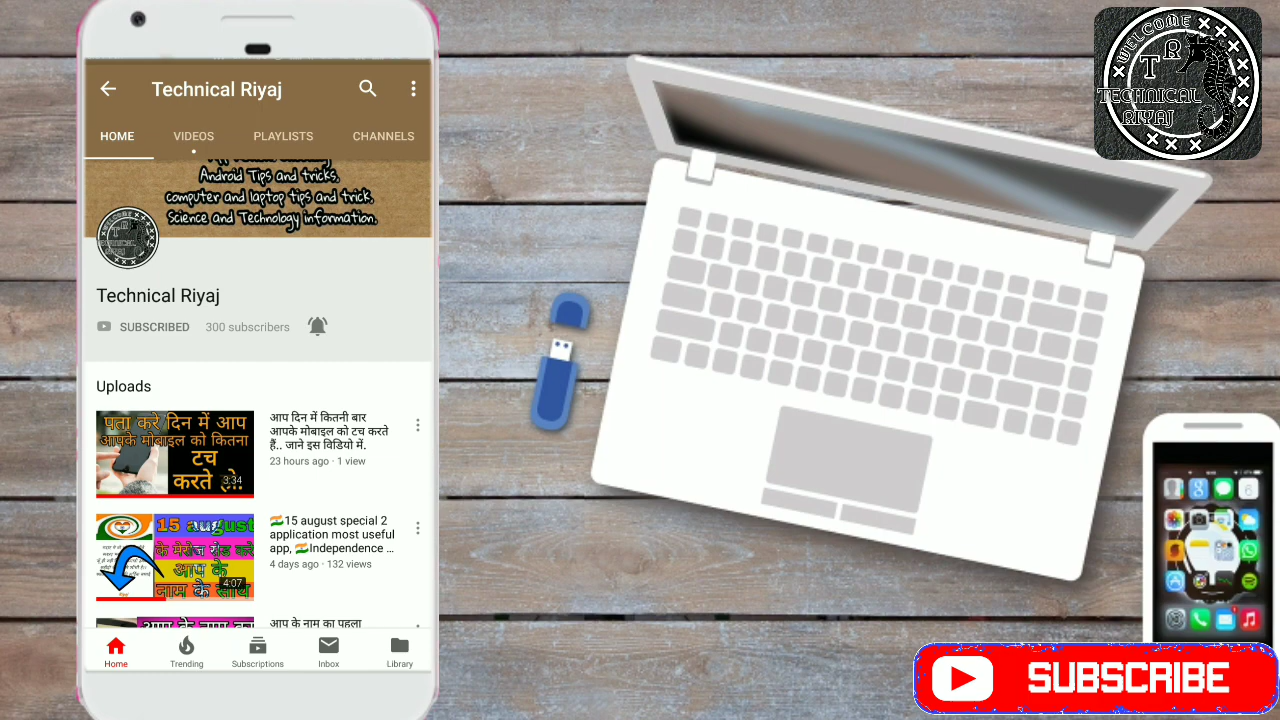 Technical Riyaj
HOME VIDEOS PLAYLISTS CHANNELS
Android Tips and tricks,
computer and laptop tips and trick,
Science and Technology information.
Technical Riyaj
SUBSCRIBED 300 subscribers
Uploads
पता करे दिन में आप
आपके मोबाइल को कितना
टच
करते
3:34
आप दिन में कितनी बार
आपके मोबाइल को टच करते
हैं.. जाने इस विडियो में.
23 hours ago · 1 view
15 august
के मेसेज सेंड करे
आप के
नाम के साथ
4:07
🇮🇳15 august special 2
application most useful
app, 🇮🇳Independence ...
4 days ago · 132 views
आप के नाम का पहला
Home Trending Subscriptions Inbox Library
WELCOME
TR
TECHNICAL
RIYAJ
SUBSCRIBE